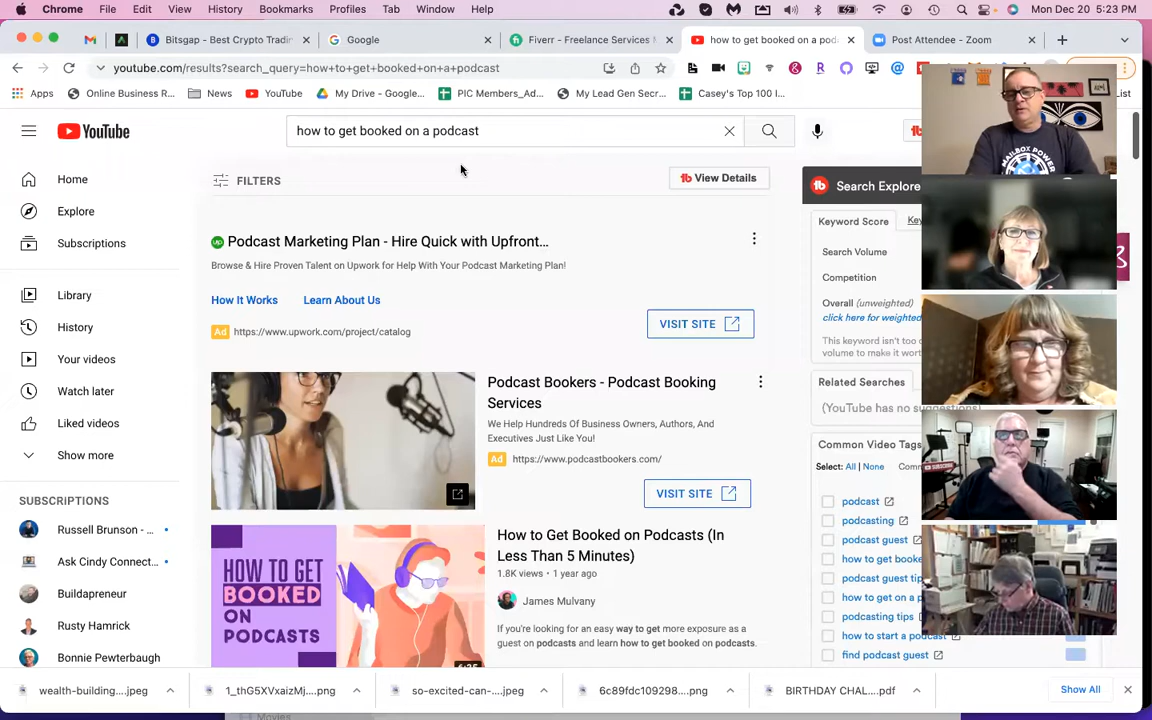 Chrome File Edit View History Bookmarks Profiles Tab Window Help Mon Dec 20 5:23 PM
Bitsgap - Best Crypto Tradin
Google
Fiverr - Freelance Services
how to get booked on a pod
Post Attendee - Zoom
youtube.com/results?search_query=how+to+get+booked+on+a+podcast
Apps
Online Business R...
News
YouTube
My Drive - Google...
PIC Members_Ad...
My Lead Gen Secr...
Casey's Top 100 I...
List
YouTube
how to get booked on a podcast
Home
Explore
Subscriptions
Library
History
Your videos
Watch later
Liked videos
Show more
SUBSCRIPTIONS
Russell Brunson - ...
Ask Cindy Connect...
Buildapreneur
Rusty Hamrick
Bonnie Pewterbaugh
FILTERS
View Details
Podcast Marketing Plan - Hire Quick with Upfront...
Browse & Hire Proven Talent on Upwork for Help With Your Podcast Marketing Plan!
How It Works Learn About Us
Ad https://www.upwork.com/project/catalog
VISIT SITE
Podcast Bookers - Podcast Booking
Services
We Help Hundreds Of Business Owners, Authors, And
Executives Just Like You!
Ad https://www.podcastbookers.com/
VISIT SITE
HOW TO GET
BOOKED
ON
PODCASTS
How to Get Booked on Podcasts (In
Less Than 5 Minutes)
1.8K views • 1 year ago
James Mulvany
If you're looking for an easy way to get more exposure as a
guest on podcasts and learn how to get booked on podcasts.
Search Explore
Keyword Score
Search Volume
Competition
Overall (unweighted)
click here for weighted
This keyword isn't too
volume to make it wort
Related Searches
(YouTube has no suggestions)
Common Video Tags
Select: All | None
podcast
podcasting
podcast guest
how to get booke
podcast guest tip
how to get on a p
podcasting tips
how to start a podcast
find podcast guest
MAILBOX POWER
wealth-building....jpeg
1_thG5XVxaizMj....png
so-excited-can-....jpeg
6c89fdc109298....png
BIRTHDAY CHAL....pdf
Show All
Movies